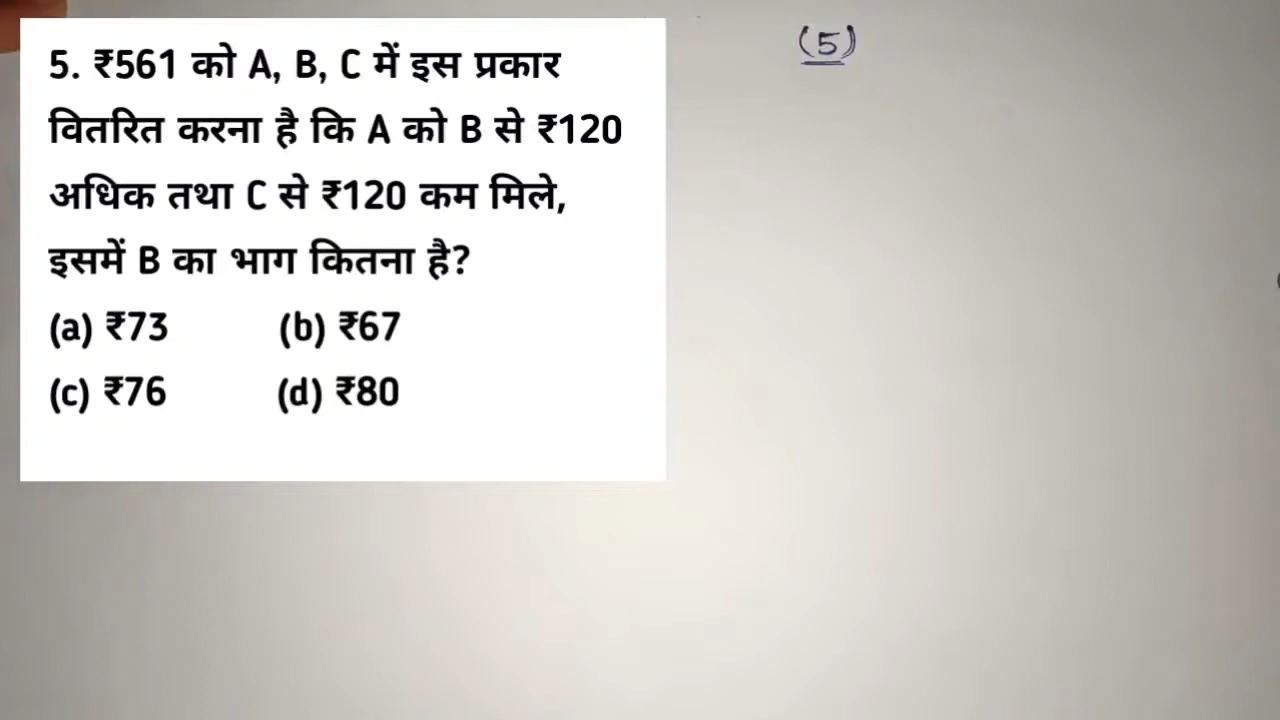 5. ₹561 को A, B, C में इस प्रकार
वितरित करना है कि A को B से ₹120
अधिक तथा C से ₹120 कम मिले,
इसमें B का भाग कितना है?
(a) ₹73 (b) ₹67
(c) ₹76 (d) ₹80
(5)